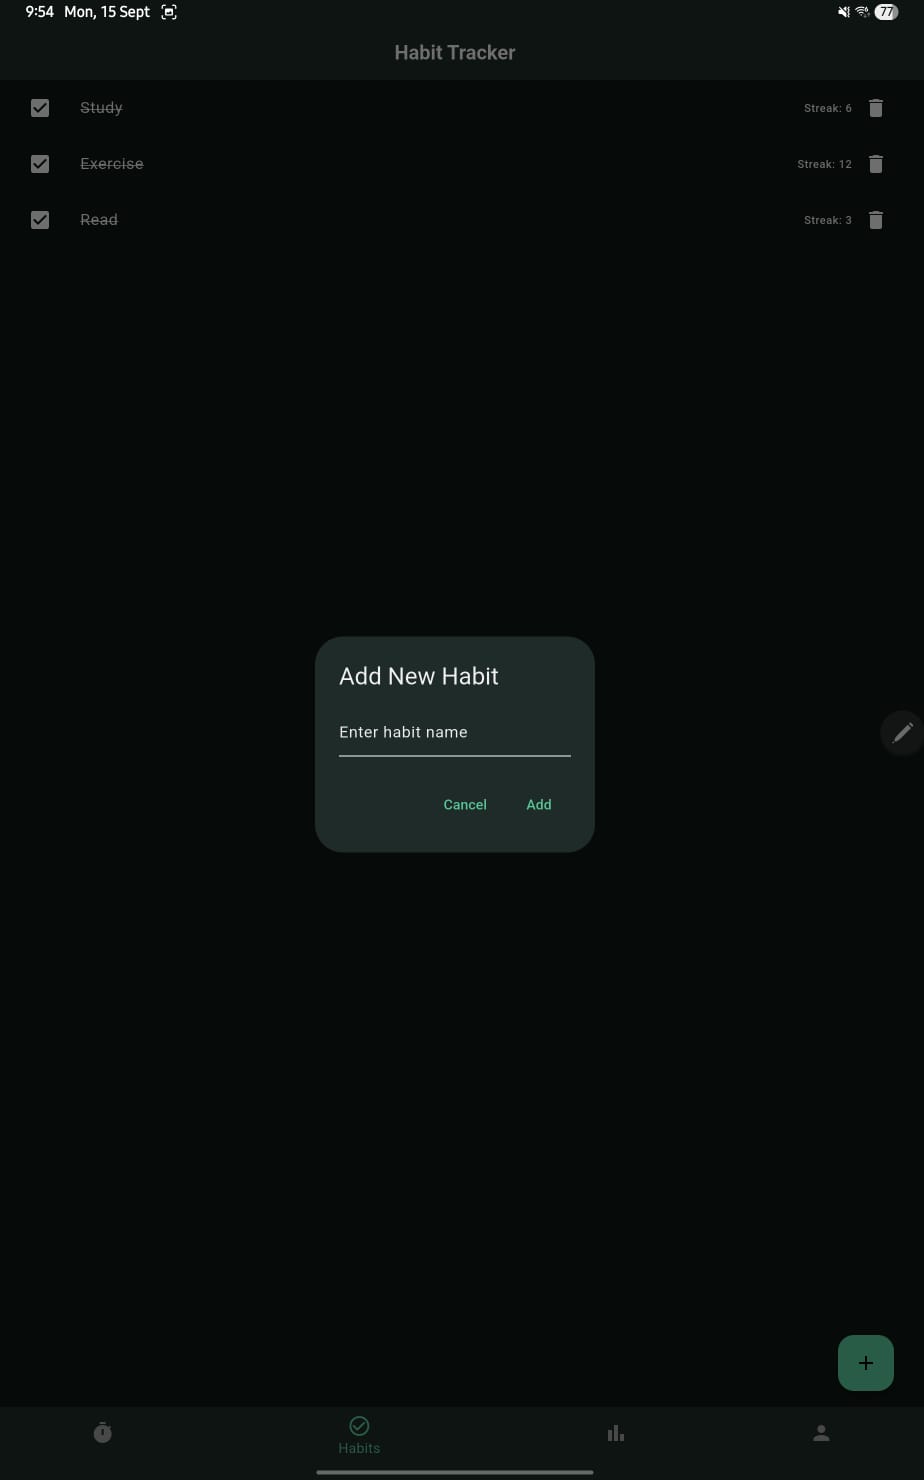 9:54 Mon, 15 Sept 77
Habit Tracker
Study Streak: 6
Exercise Streak: 12
Read Streak: 3
Add New Habit
Enter habit name
Cancel Add
Habits